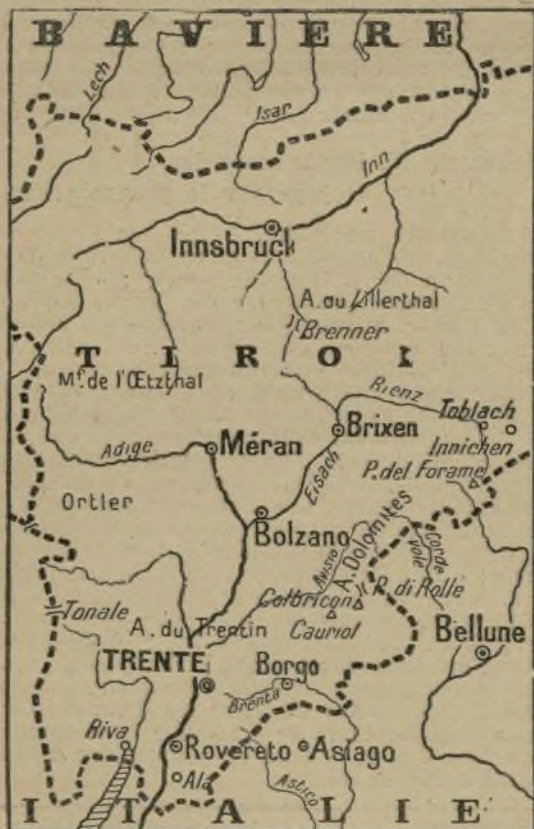 BAVIERE
Lech
Isar
Inn
Innsbruck
A. du Zillerthal
Brenner
TIROL
Mts. de l'Œtzthal
Rienz
Toblach
Brixen
Innichen
Adige
Méran
P. del Forame
Eisach
Ortler
Bolzano
A. Dolomites
Avisio
Corde
vole
P. di Rolle
Colbricon
Tonale
A. du Trentin
Cauriol
Bellune
TRENTE
Borgo
Brenta
Riva
Rovereto
Asiago
Ala
Astico
ITALIE